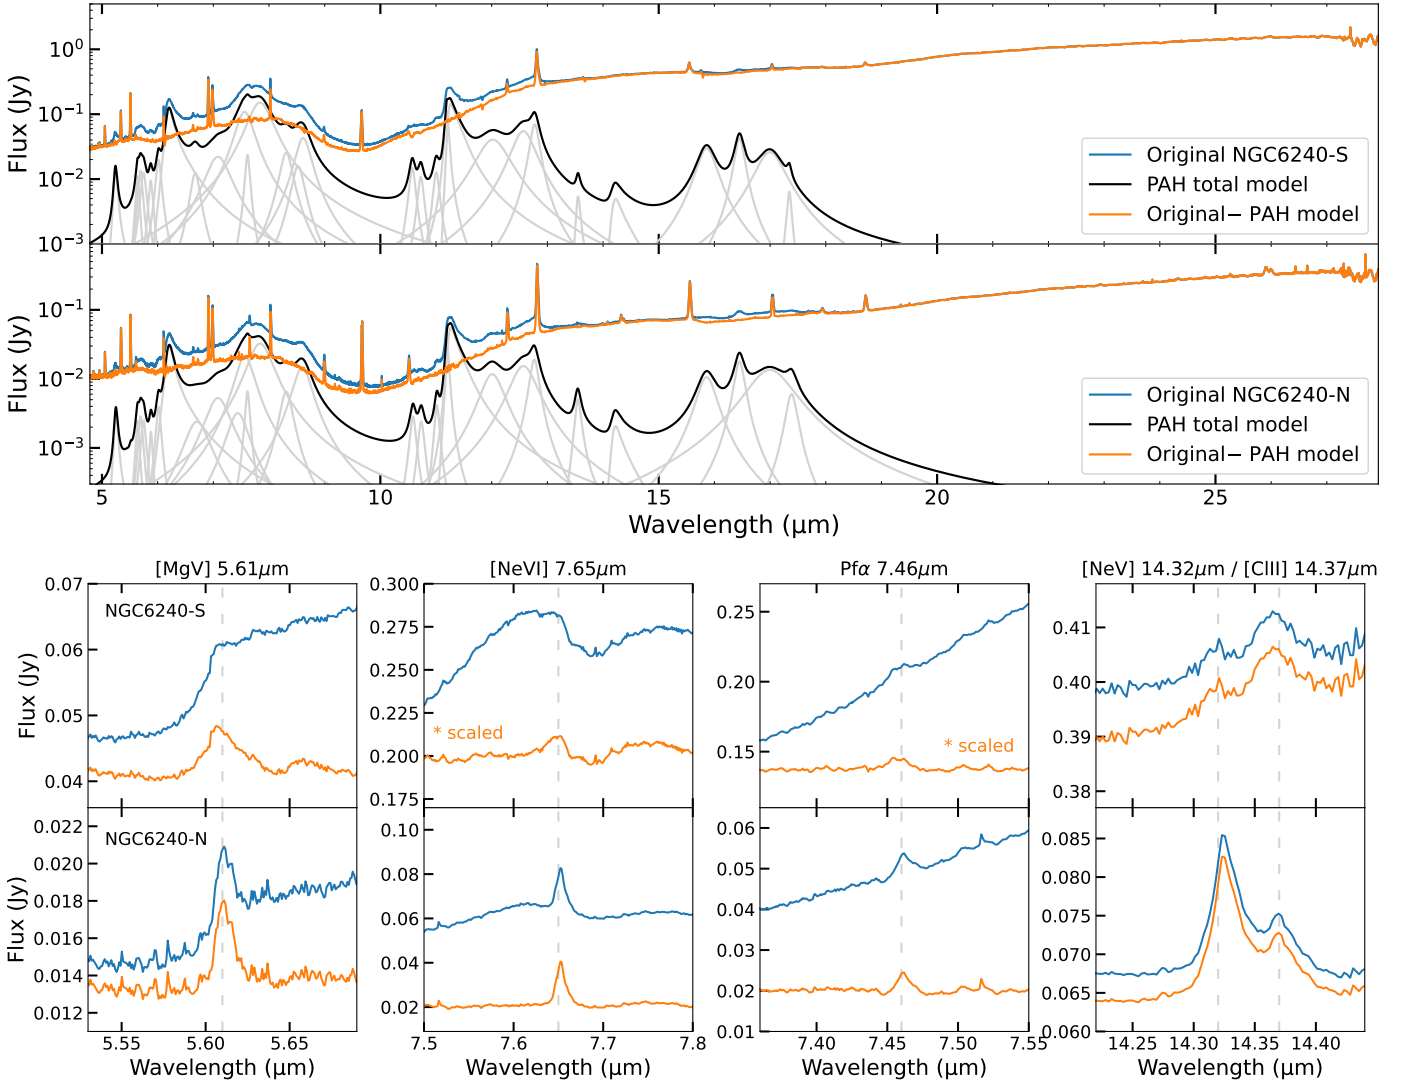 10⁰
10⁻¹
10⁻²
10⁻³
Flux (Jy)
Original NGC6240-S
PAH total model
Original− PAH model
10⁻¹
10⁻²
10⁻³
Flux (Jy)
Original NGC6240-N
PAH total model
Original− PAH model
5 10 15 20 25
Wavelength (μm)
[MgV] 5.61μm
NGC6240-S
0.07
0.06
0.05
0.04
Flux (Jy)
[NeVI] 7.65μm
0.300
0.275
0.250
0.225
0.200
0.175
* scaled
Pfα 7.46μm
0.25
0.20
0.15
* scaled
[NeV] 14.32μm / [CIII] 14.37μm
0.41
0.40
0.39
0.38
NGC6240-N
0.022
0.020
0.018
0.016
0.014
0.012
Flux (Jy)
5.55 5.60 5.65
Wavelength (μm)
0.10
0.08
0.06
0.04
0.02
7.5 7.6 7.7 7.8
Wavelength (μm)
0.06
0.05
0.04
0.03
0.02
0.01
7.40 7.45 7.50 7.55
Wavelength (μm)
0.085
0.080
0.075
0.070
0.065
0.060
14.25 14.30 14.35 14.40
Wavelength (μm)